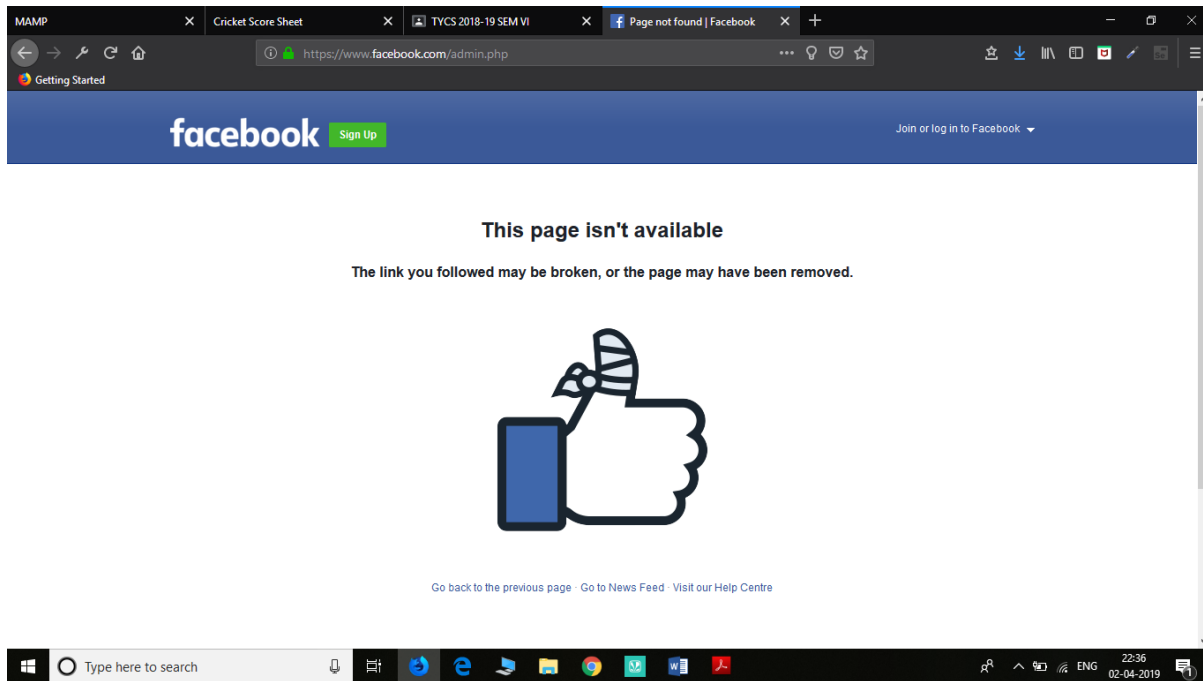 MAMP
Cricket Score Sheet
TYCS 2018-19 SEM VI
Page not found | Facebook
https://www.facebook.com/admin.php
Getting Started
facebook
Sign Up
Join or log in to Facebook
This page isn't available
The link you followed may be broken, or the page may have been removed.
Go back to the previous page · Go to News Feed · Visit our Help Centre
Type here to search
ENG
22:36
02-04-2019